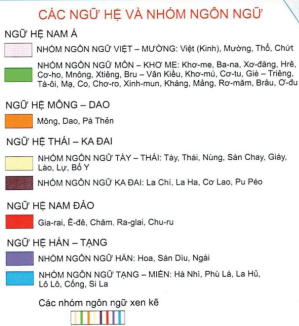 CÁC NGỮ HỆ VÀ NHÓM NGÔN NGỮ
NGỮ HỆ NAM Á
NHÓM NGÔN NGỮ VIỆT – MƯỜNG: Việt (Kinh), Mường, Thổ, Chứt
NHÓM NGÔN NGỮ MÔN – KHƠ ME: Khơ-me, Ba-na, Xơ-đăng, Hrê,
Cơ-ho, Mnông, Xtiêng, Bru – Vân Kiều, Khơ-mú, Cơ-tu, Giẻ – Triêng,
Tà-ôi, Mạ, Co, Chơ-ro, Xinh-mun, Kháng, Mảng, Rơ-măm, Brâu, Ơ-đu
NGỮ HỆ MÔNG – DAO
Mông, Dao, Pà Thẻn
NGỮ HỆ THÁI – KA ĐAI
NHÓM NGÔN NGỮ TÀY – THÁI: Tày, Thái, Nùng, Sán Chay, Giáy,
Lào, Lự, Bố Y
NHÓM NGÔN NGỮ KA ĐAI: La Chí, La Ha, Cơ Lao, Pu Péo
NGỮ HỆ NAM ĐẢO
Gia-rai, Ê-đê, Chăm, Ra-glai, Chu-ru
NGỮ HỆ HÁN – TẠNG
NHÓM NGÔN NGỮ HÁN: Hoa, Sán Dìu, Ngái
NHÓM NGÔN NGỮ TẠNG – MIẾN: Hà Nhì, Phù Lá, La Hủ,
Lô Lô, Cống, Si La
Các nhóm ngôn ngữ xen kẽ